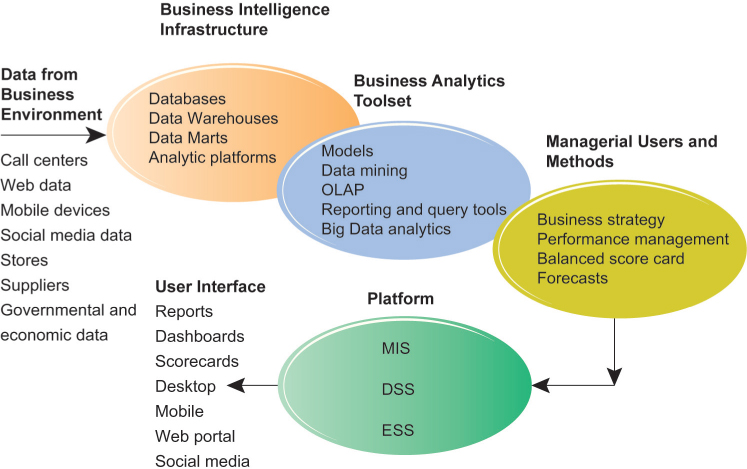 Business Intelligence
Infrastructure
Data from
Business
Environment
Call centers
Web data
Mobile devices
Social media data
Stores
Suppliers
Governmental and
economic data
Databases
Data Warehouses
Data Marts
Analytic platforms
Business Analytics
Toolset
Models
Data mining
OLAP
Reporting and query tools
Big Data analytics
Managerial Users and
Methods
Business strategy
Performance management
Balanced score card
Forecasts
Platform
MIS
DSS
ESS
User Interface
Reports
Dashboards
Scorecards
Desktop
Mobile
Web portal
Social media